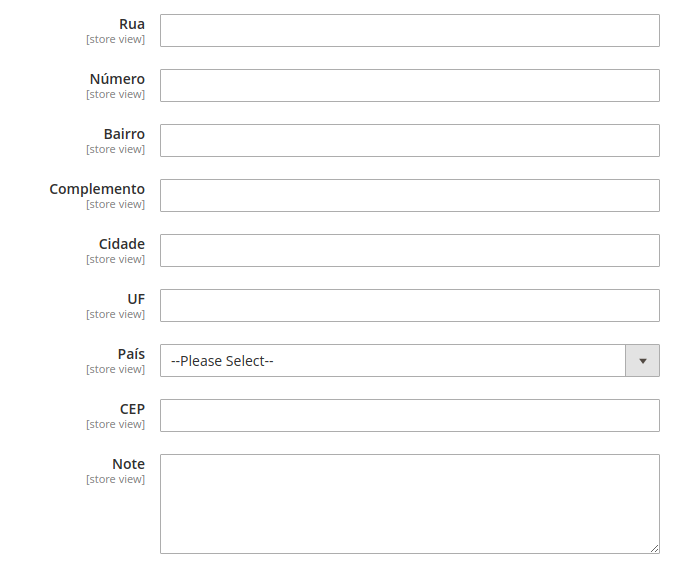 Rua
[store view]
Número
[store view]
Bairro
[store view]
Complemento
[store view]
Cidade
[store view]
UF
[store view]
País
[store view]
--Please Select--
CEP
[store view]
Note
[store view]